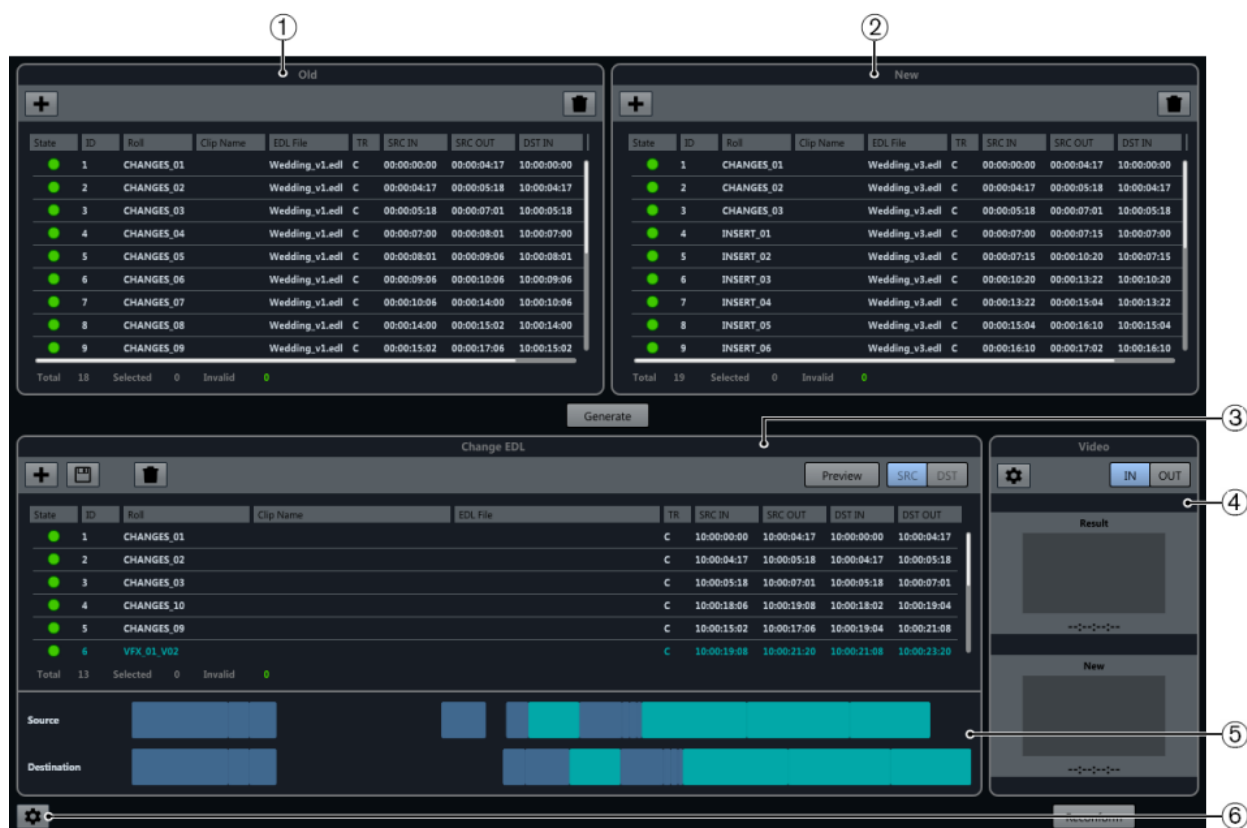 ① ②
Old
State ID Roll Clip Name EDL File TR SRC IN SRC OUT DST IN
1 CHANGES_01 Wedding_v1.edl C 00:00:00:00 00:00:04:17 10:00:00:00
2 CHANGES_02 Wedding_v1.edl C 00:00:04:17 00:00:05:18 10:00:04:17
3 CHANGES_03 Wedding_v1.edl C 00:00:05:18 00:00:07:01 10:00:05:18
4 CHANGES_04 Wedding_v1.edl C 00:00:07:00 00:00:08:01 10:00:07:00
5 CHANGES_05 Wedding_v1.edl C 00:00:08:01 00:00:09:06 10:00:08:01
6 CHANGES_06 Wedding_v1.edl C 00:00:09:06 00:00:10:06 10:00:09:06
7 CHANGES_07 Wedding_v1.edl C 00:00:10:06 00:00:14:00 10:00:10:06
8 CHANGES_08 Wedding_v1.edl C 00:00:14:00 00:00:15:02 10:00:14:00
9 CHANGES_09 Wedding_v1.edl C 00:00:15:02 00:00:17:06 10:00:15:02
Total 18 Selected 0 Invalid 0
New
State ID Roll Clip Name EDL File TR SRC IN SRC OUT DST IN
1 CHANGES_01 Wedding_v3.edl C 00:00:00:00 00:00:04:17 10:00:00:00
2 CHANGES_02 Wedding_v3.edl C 00:00:04:17 00:00:05:18 10:00:04:17
3 CHANGES_03 Wedding_v3.edl C 00:00:05:18 00:00:07:01 10:00:05:18
4 INSERT_01 Wedding_v3.edl C 00:00:07:00 00:00:07:15 10:00:07:00
5 INSERT_02 Wedding_v3.edl C 00:00:07:15 00:00:10:20 10:00:07:15
6 INSERT_03 Wedding_v3.edl C 00:00:10:20 00:00:13:22 10:00:10:20
7 INSERT_04 Wedding_v3.edl C 00:00:13:22 00:00:15:04 10:00:13:22
8 INSERT_05 Wedding_v3.edl C 00:00:15:04 00:00:16:10 10:00:15:04
9 INSERT_06 Wedding_v3.edl C 00:00:16:10 00:00:17:02 10:00:16:10
Total 19 Selected 0 Invalid 0
Generate
③
Change EDL
Preview SRC DST
State ID Roll Clip Name EDL File TR SRC IN SRC OUT DST IN DST OUT
1 CHANGES_01 C 10:00:00:00 10:00:04:17 10:00:00:00 10:00:04:17
2 CHANGES_02 C 10:00:04:17 10:00:05:18 10:00:04:17 10:00:05:18
3 CHANGES_03 C 10:00:05:18 10:00:07:01 10:00:05:18 10:00:07:01
4 CHANGES_10 C 10:00:18:06 10:00:19:08 10:00:18:02 10:00:19:04
5 CHANGES_09 C 10:00:15:02 10:00:17:06 10:00:19:04 10:00:21:08
6 VFX_01_V02 C 10:00:19:08 10:00:21:20 10:00:21:08 10:00:23:20
Total 13 Selected 0 Invalid 0
Source
Destination
Video
IN OUT
④
Result
--:--:--:--
New
--:--:--:--
⑤
Reconform
⑥